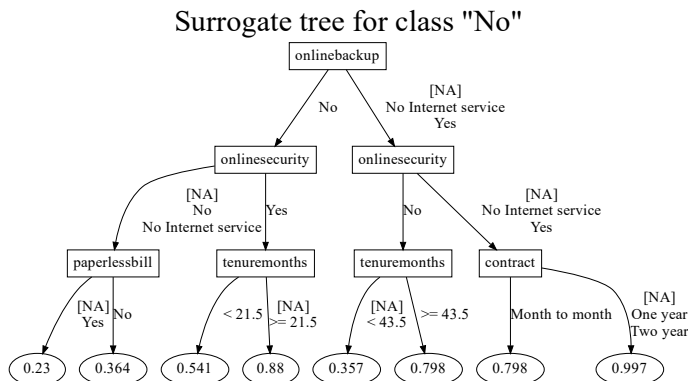 Surrogate tree for class "No"
onlinebackup
No
[NA]
No Internet service
Yes
onlinesecurity
onlinesecurity
[NA]
No
No Internet service
Yes
No
[NA]
No Internet service
Yes
paperlessbill
tenuremonths
tenuremonths
contract
[NA]
Yes
No
< 21.5
[NA]
>= 21.5
[NA]
< 43.5
>= 43.5
Month to month
[NA]
One year
Two year
0.23
0.364
0.541
0.88
0.357
0.798
0.798
0.997